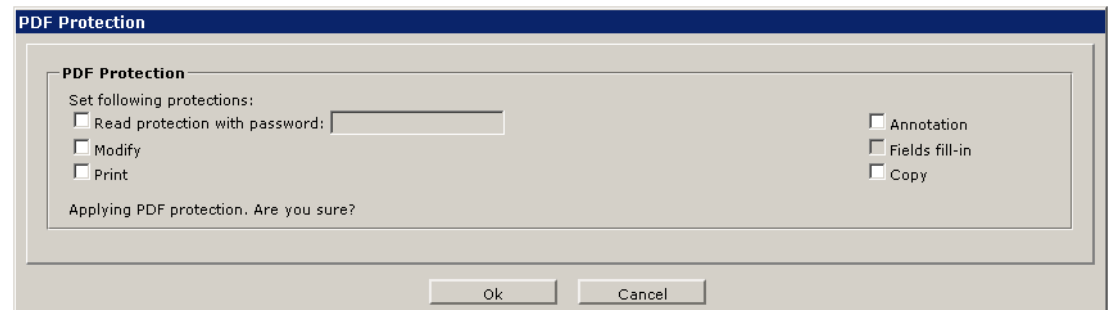 PDF Protection
PDF Protection
Set following protections:
Read protection with password:
Annotation
Modify
Fields fill-in
Print
Copy
Applying PDF protection. Are you sure?
Ok
Cancel